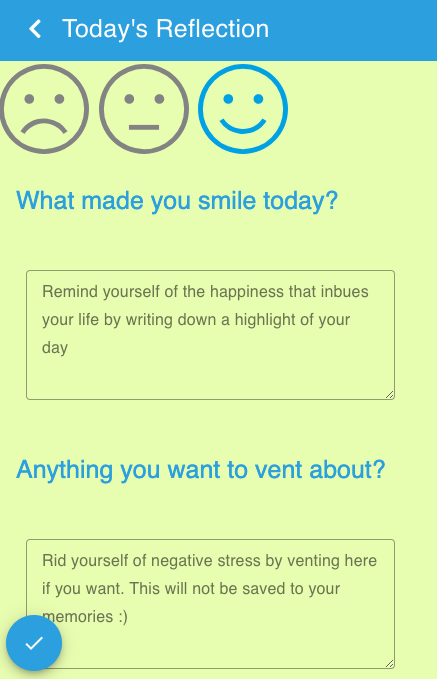 Today's Reflection
What made you smile today?
Remind yourself of the happiness that inbues
your life by writing down a highlight of your
day
Anything you want to vent about?
Rid yourself of negative stress by venting here
if you want. This will not be saved to your
memories :)